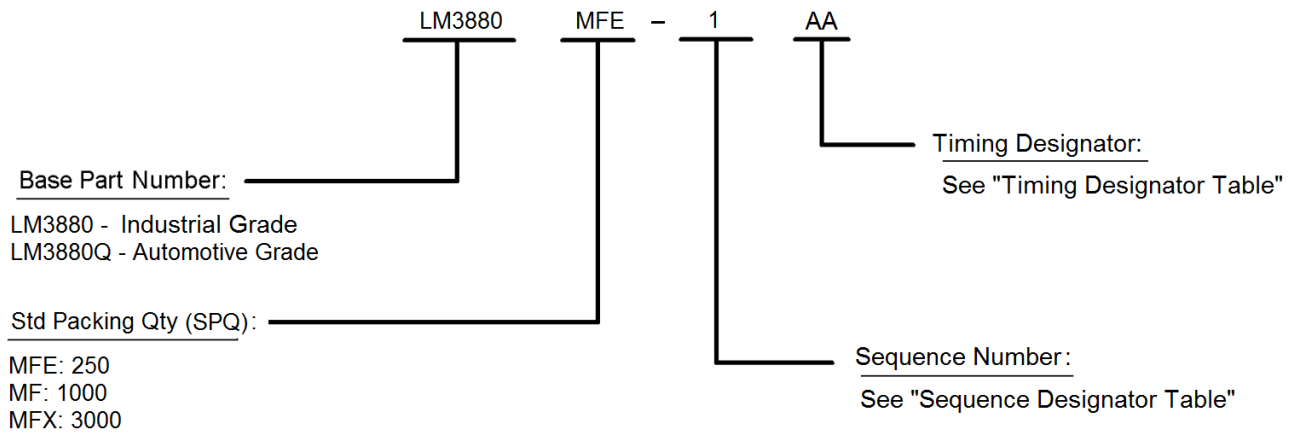 LM3880 MFE – 1 AA
Timing Designator:
See "Timing Designator Table"
Base Part Number:
LM3880 - Industrial Grade
LM3880Q - Automotive Grade
Std Packing Qty (SPQ):
MFE: 250
MF: 1000
MFX: 3000
Sequence Number:
See "Sequence Designator Table"